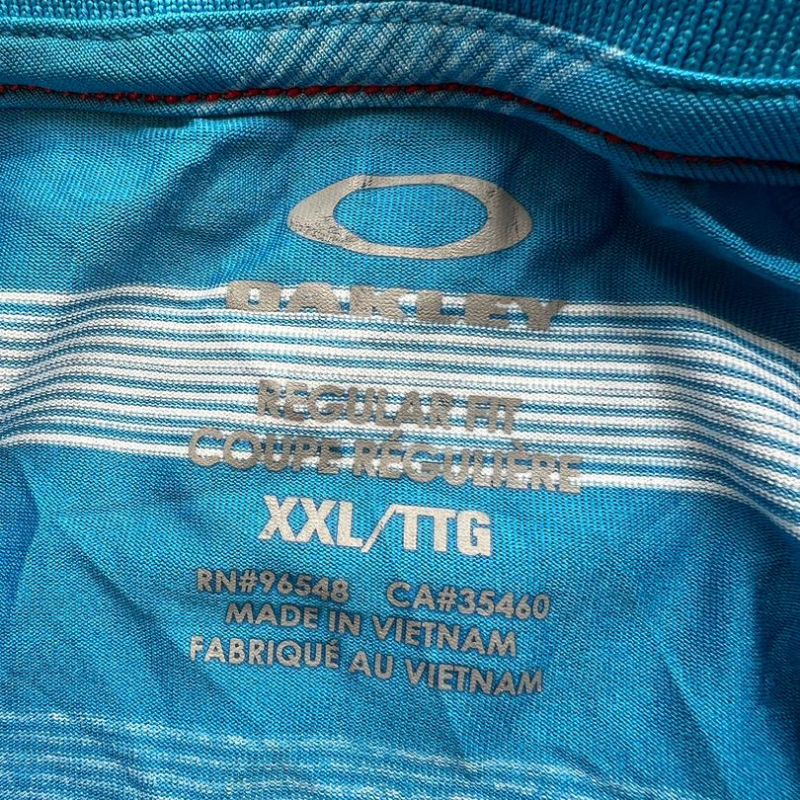 OAKLEY
REGULAR FIT
COUPE RÉGULIÈRE
XXL/TTG
RN#96548 CA#35460
MADE IN VIETNAM
FABRIQUÉ AU VIETNAM